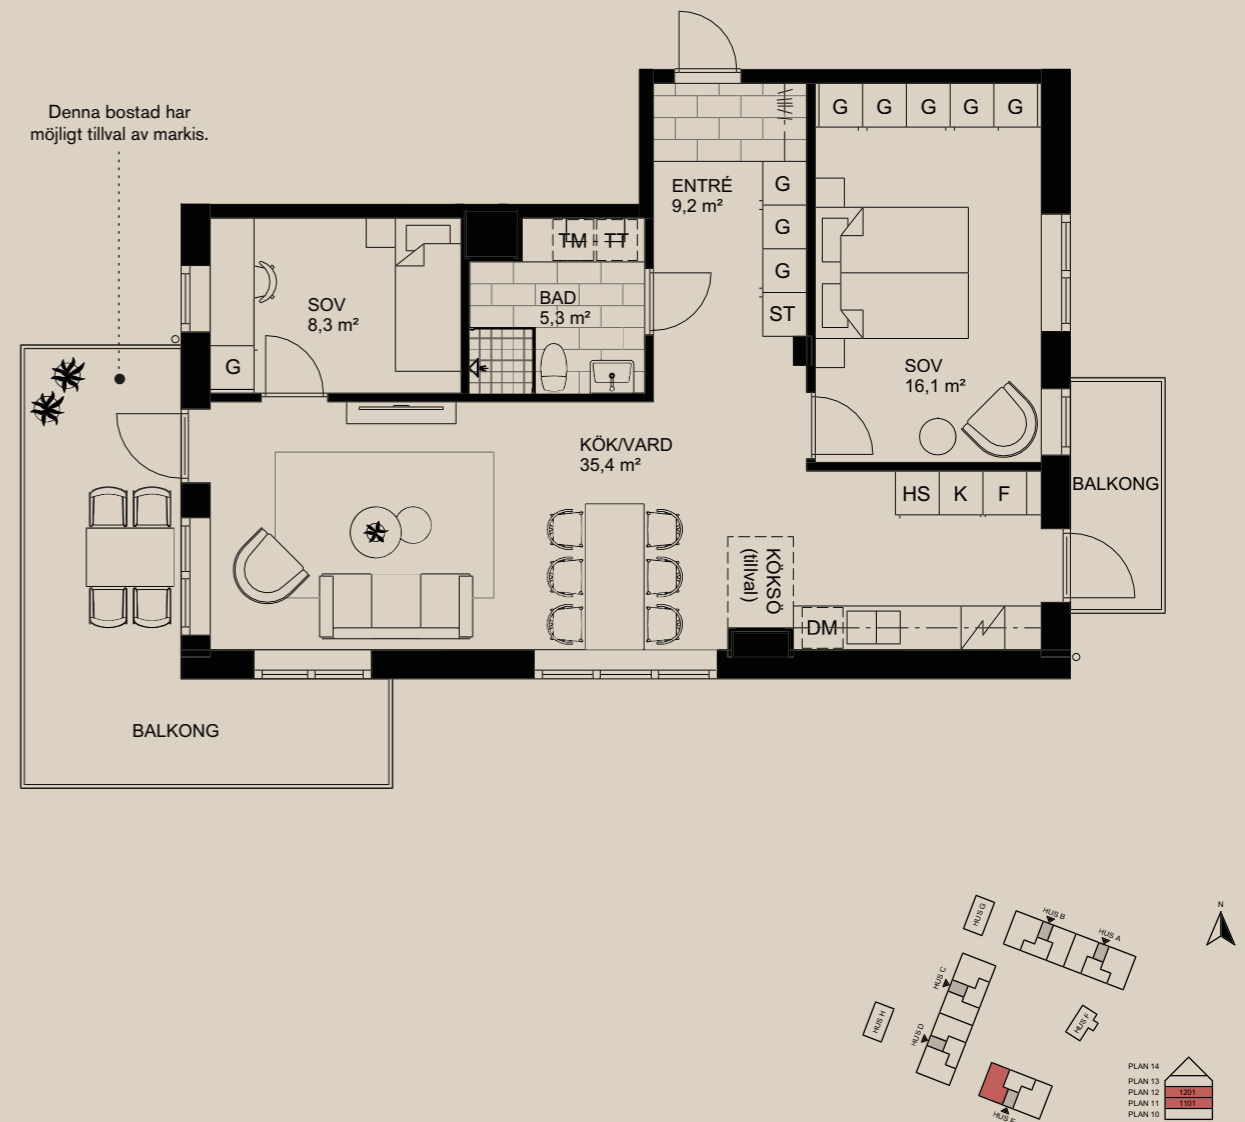 Denna bostad har
möjligt tillval av markis.
G G G G G
ENTRÉ
9,2 m²
G
G
G
ST
TM
TT
BAD
5,3 m²
SOV
8,3 m²
G
SOV
16,1 m²
KÖK/VARD
35,4 m²
HS K F
BALKONG
KÖKSÖ
(tillval)
DM
BALKONG
N
HUS G
HUS B
HUS A
HUS C
HUS H
HUS D
HUS F
HUS E
PLAN 14
PLAN 13
PLAN 12 1201
PLAN 11 1101
PLAN 10